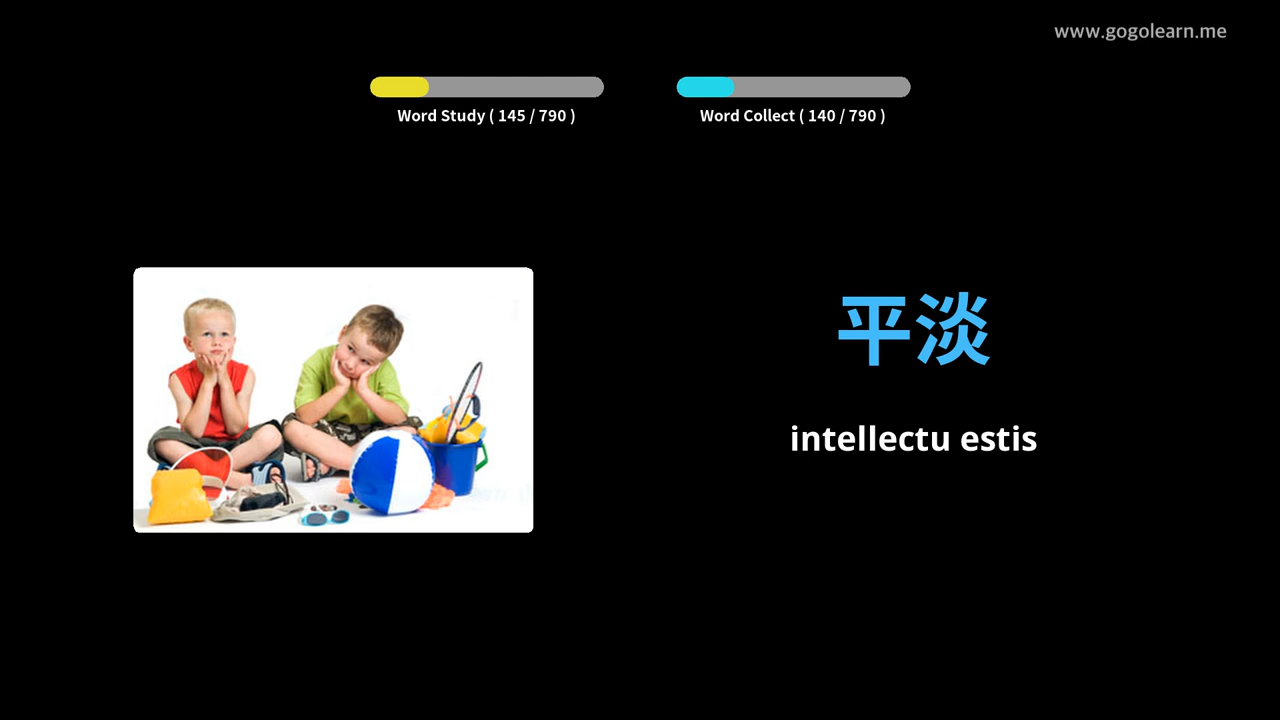 www.gogolearn.me
Word Study ( 145 / 790 )
Word Collect ( 140 / 790 )
平淡
intellectu estis